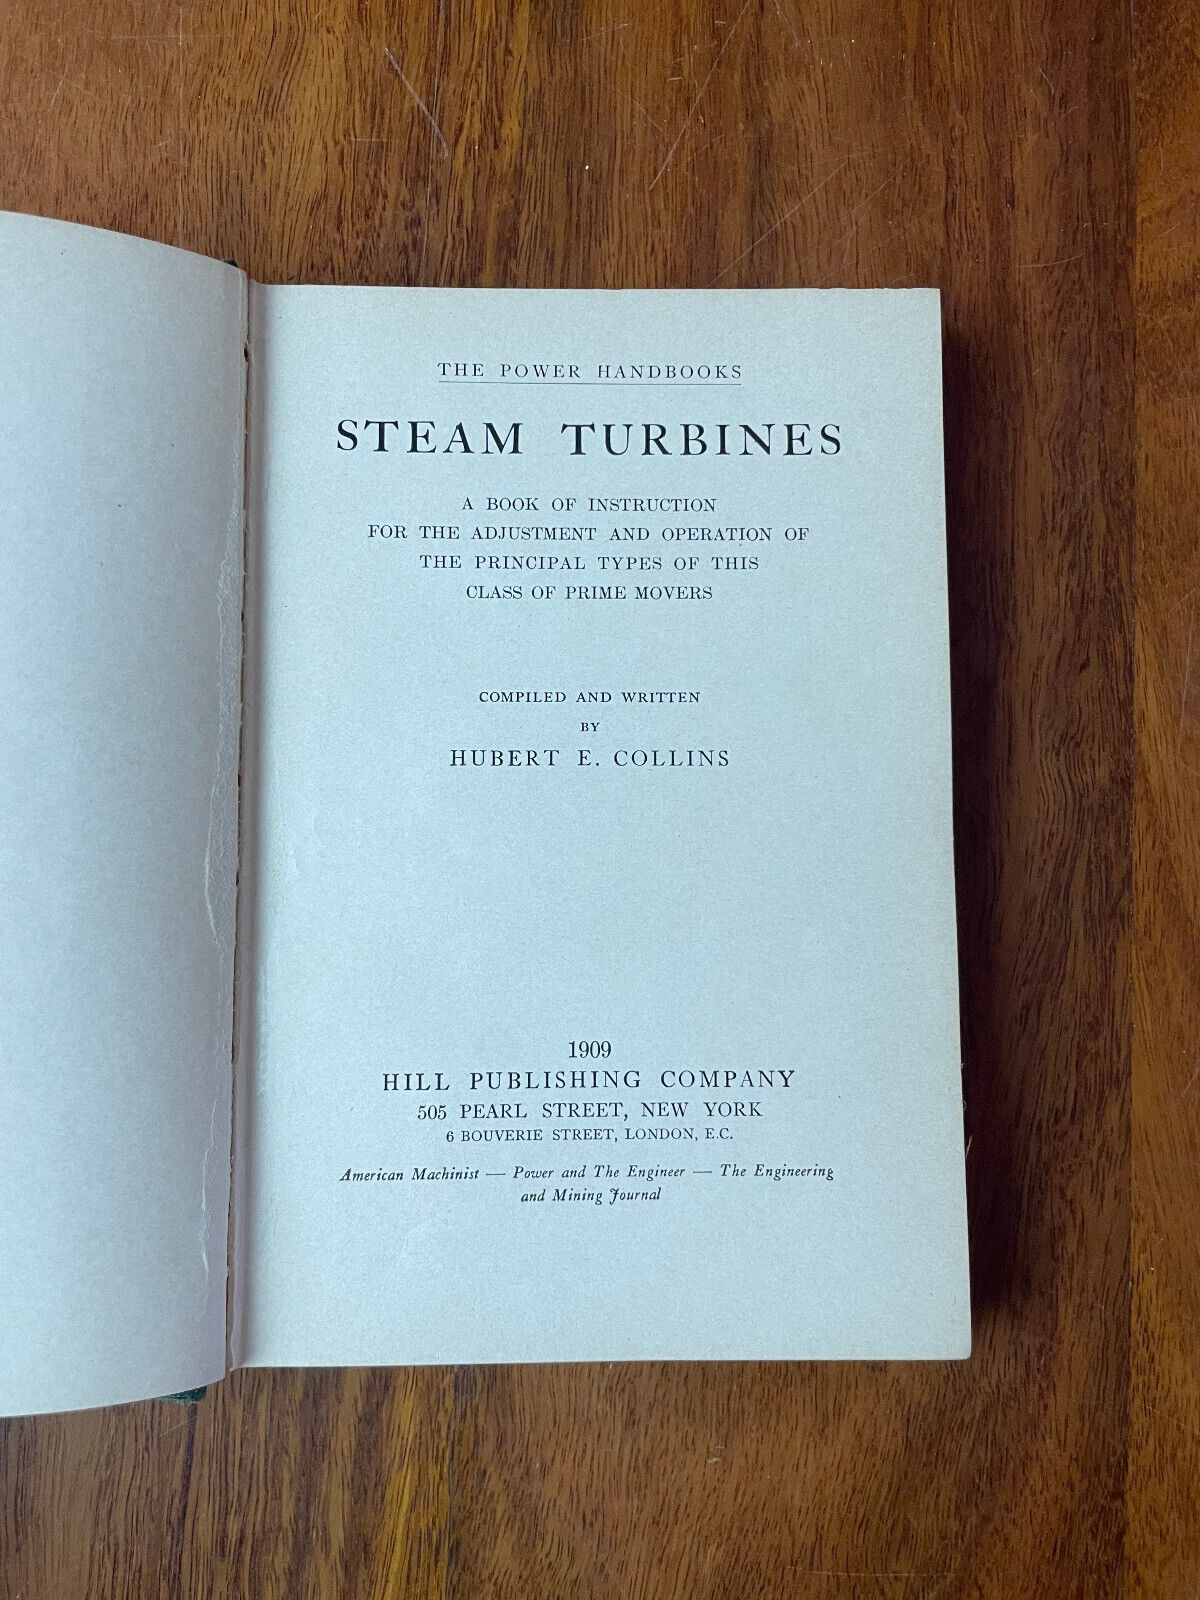 THE POWER HANDBOOKS
STEAM TURBINES
A BOOK OF INSTRUCTION
FOR THE ADJUSTMENT AND OPERATION OF
THE PRINCIPAL TYPES OF THIS
CLASS OF PRIME MOVERS
COMPILED AND WRITTEN
BY
HUBERT E. COLLINS
1909
HILL PUBLISHING COMPANY
505 PEARL STREET, NEW YORK
6 BOUVERIE STREET, LONDON, E.C.
American Machinist — Power and The Engineer — The Engineering
and Mining Journal